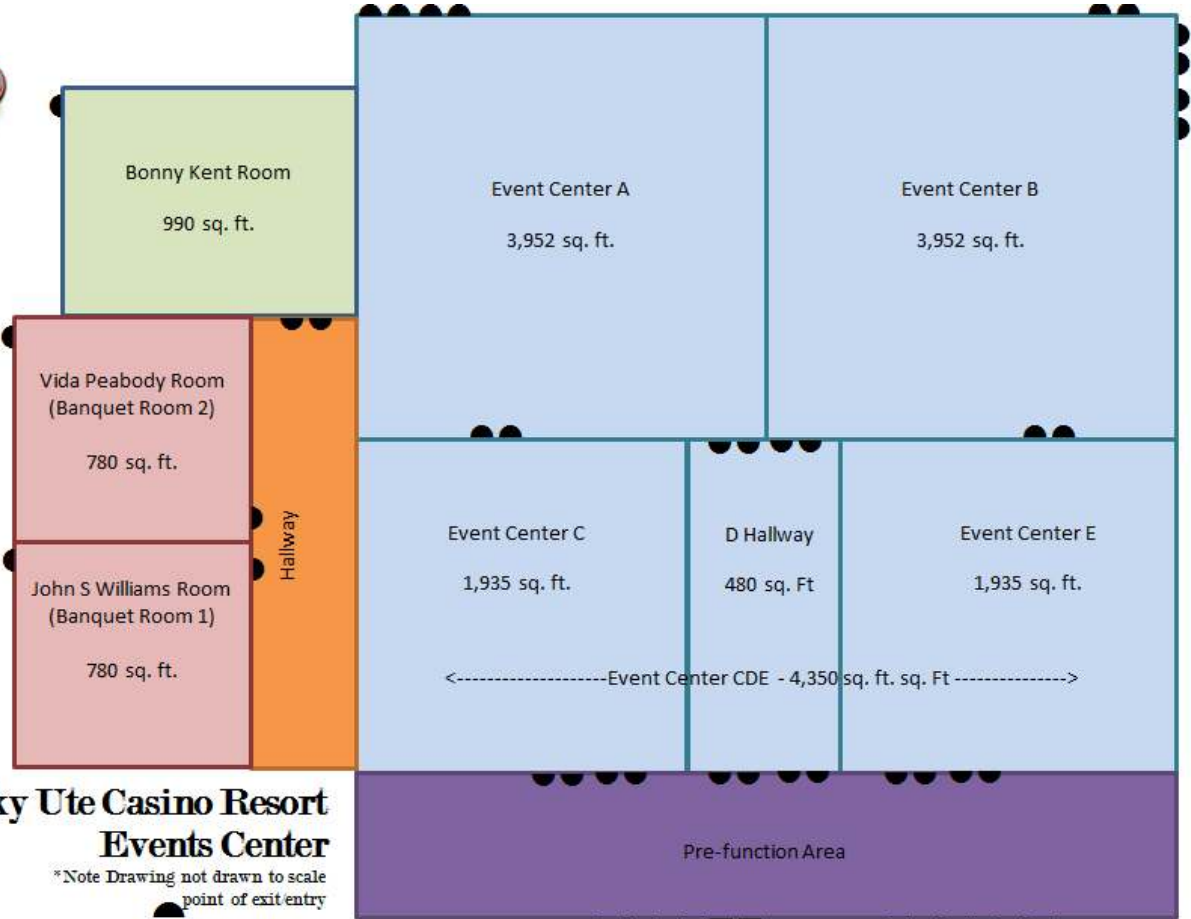 Bonny Kent Room
990 sq. ft.
Event Center A
3,952 sq. ft.
Event Center B
3,952 sq. ft.
Vida Peabody Room
(Banquet Room 2)
780 sq. ft.
Hallway
John S Williams Room
(Banquet Room 1)
780 sq. ft.
Event Center C
1,935 sq. ft.
D Hallway
480 sq. Ft
Event Center E
1,935 sq. ft.
<--------------------Event Center CDE - 4,350 sq. ft. sq. Ft --------------->
Pre-function Area
Ute Casino Resort
Events Center
*Note Drawing not drawn to scale
point of exit/entry